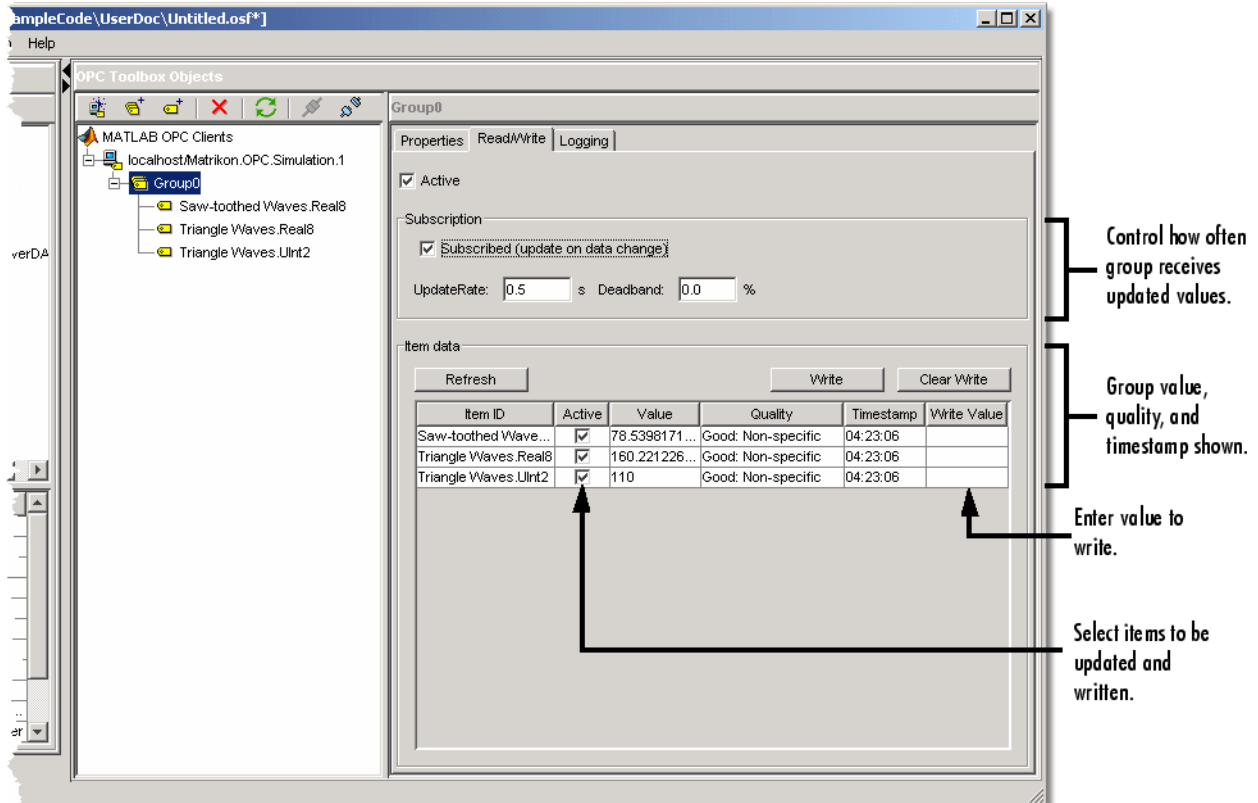 ampleCode\UserDoc\Untitled.osf*]
Help
OPC Toolbox Objects
Group0
MATLAB OPC Clients
localhost/Matrikon.OPC.Simulation.1
Group0
Saw-toothed Waves.Real8
Triangle Waves.Real8
Triangle Waves.UInt2
verDA
er
Properties Read/Write Logging
Active
Subscription
Subscribed (update on data change)
UpdateRate: 0.5 s Deadband: 0.0 %
Item data
Refresh Write Clear Write
Item ID Active Value Quality Timestamp Write Value
Saw-toothed Wave... 78.5398171... Good: Non-specific 04:23:06
Triangle Waves.Real8 160.221226... Good: Non-specific 04:23:06
Triangle Waves.UInt2 110 Good: Non-specific 04:23:06
Control how often
group receives
updated values.
Group value,
quality, and
timestamp shown.
Enter value to
write.
Select items to be
updated and
written.